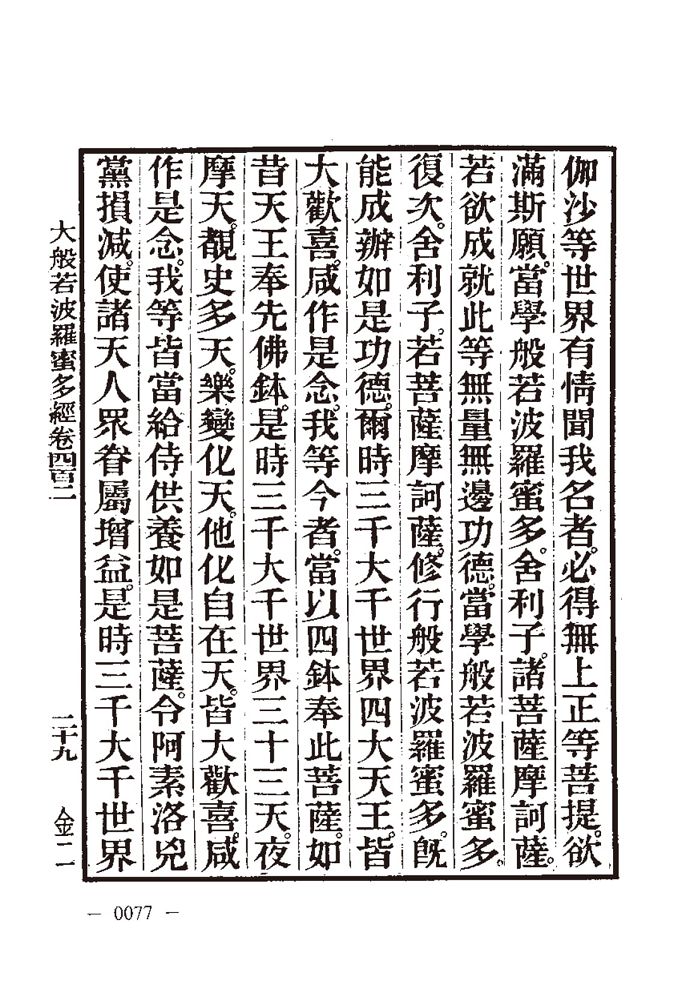 伽沙等世界有情聞我名者。必得無上正等菩提。欲
滿斯願。當學般若波羅蜜多。舍利子。諸菩薩摩訶薩。
若欲成就此等無量無邊功德。當學般若波羅蜜多。
復次。舍利子。若菩薩摩訶薩。修行般若波羅蜜多。旣
能成辦如是功德。爾時三千大千世界四大天王。皆
大歡喜。咸作是念。我等今者。當以四鉢奉此菩薩。如
昔天王奉先佛鉢。是時三千大千世界三十三天。夜
摩天。覩史多天。樂變化天。他化自在天。皆大歡喜。咸
作是念。我等皆當給侍供養如是菩薩。令阿素洛兇
黨損減。使諸天人眾眷屬增益。是時三千大千世界
大般若波羅蜜多經卷四百二
二十九
金二
— 0077 —